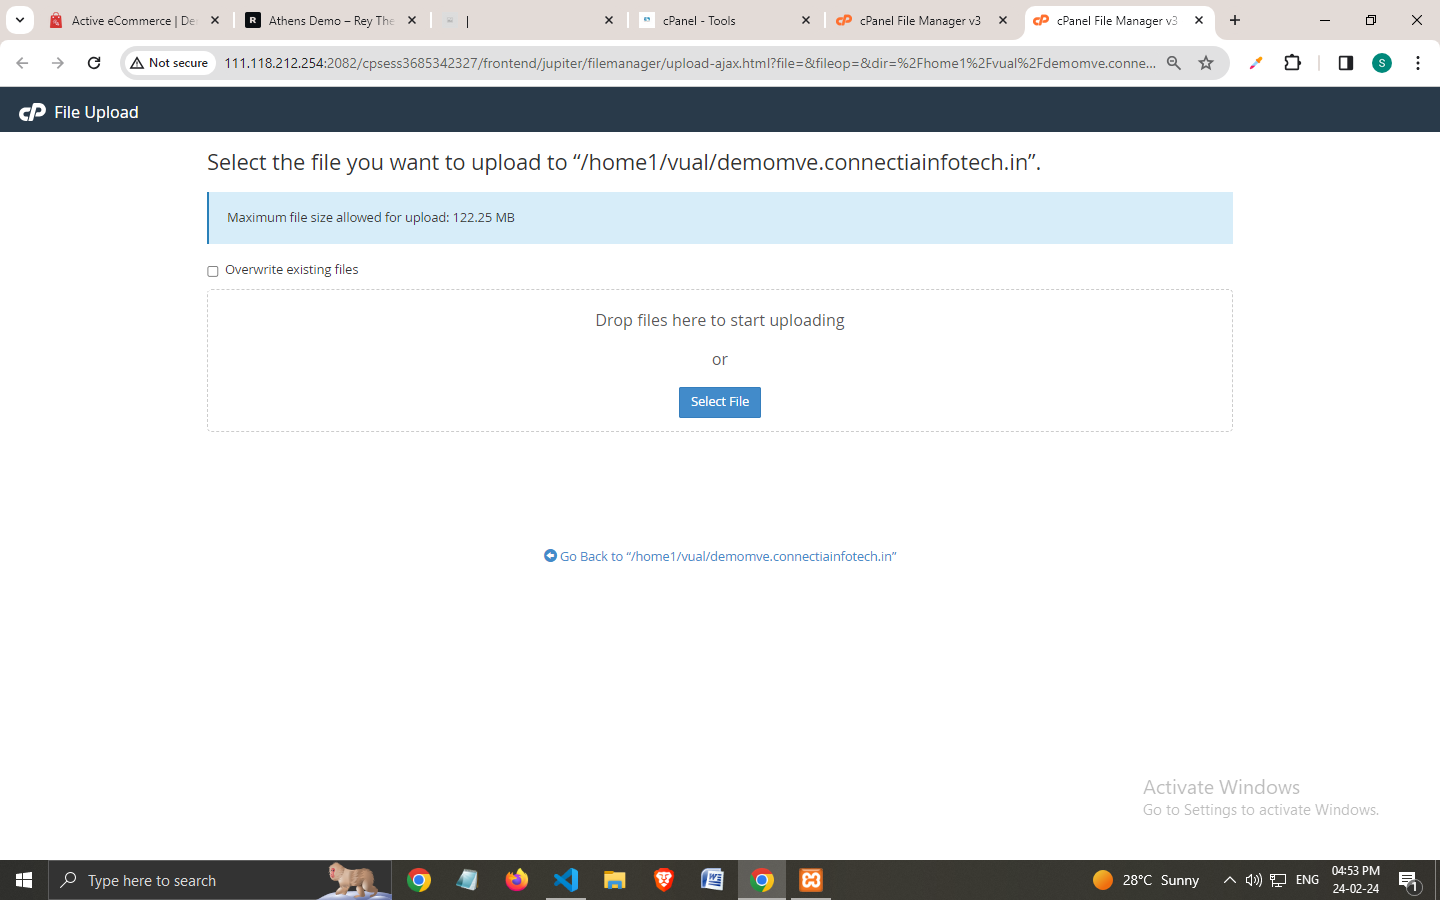 Active eCommerce | De
Athens Demo – Rey The
|
cPanel - Tools
cPanel File Manager v3
cPanel File Manager v3
Not secure
111.118.212.254:2082/cpsess3685342327/frontend/jupiter/filemanager/upload-ajax.html?file=&fileop=&dir=%2Fhome1%2Fvual%2Fdemomve.conne...
S
cP File Upload
Select the file you want to upload to “/home1/vual/demomve.connectiainfotech.in”.
Maximum file size allowed for upload: 122.25 MB
Overwrite existing files
Drop files here to start uploading
or
Select File
Go Back to “/home1/vual/demomve.connectiainfotech.in”
Activate Windows
Go to Settings to activate Windows.
Type here to search
28°C Sunny
ENG
04:53 PM
24-02-24
1